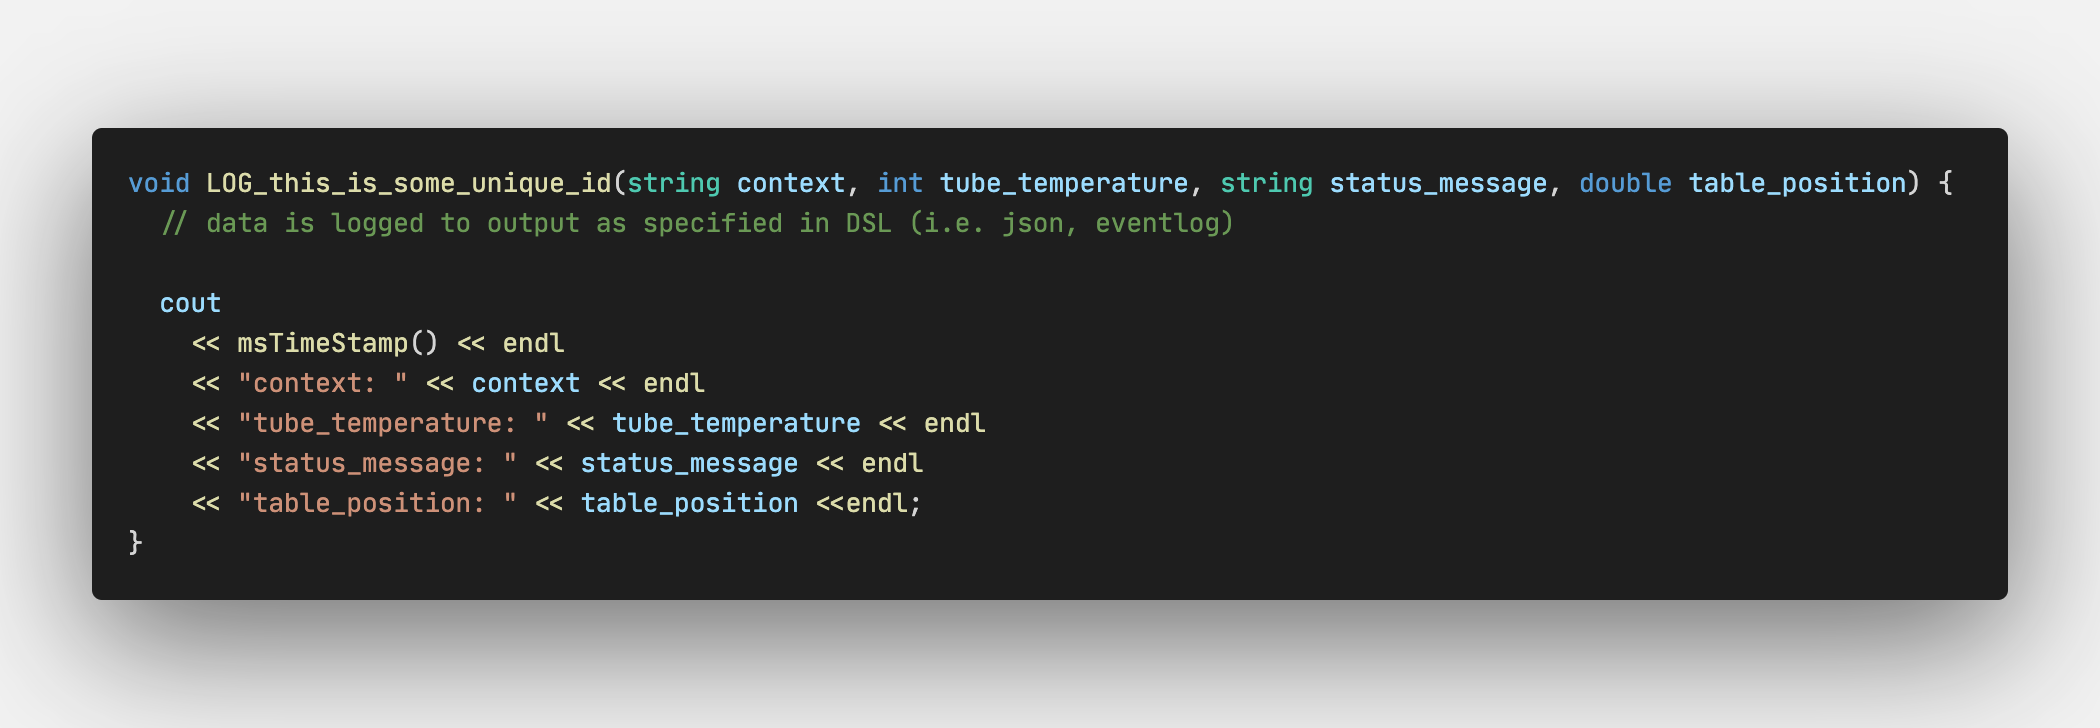 void LOG_this_is_some_unique_id(string context, int tube_temperature, string status_message, double table_position) {
  // data is logged to output as specified in DSL (i.e. json, eventlog)

  cout
    << msTimeStamp() << endl
    << "context: " << context << endl
    << "tube_temperature: " << tube_temperature << endl
    << "status_message: " << status_message << endl
    << "table_position: " << table_position <<endl;
}